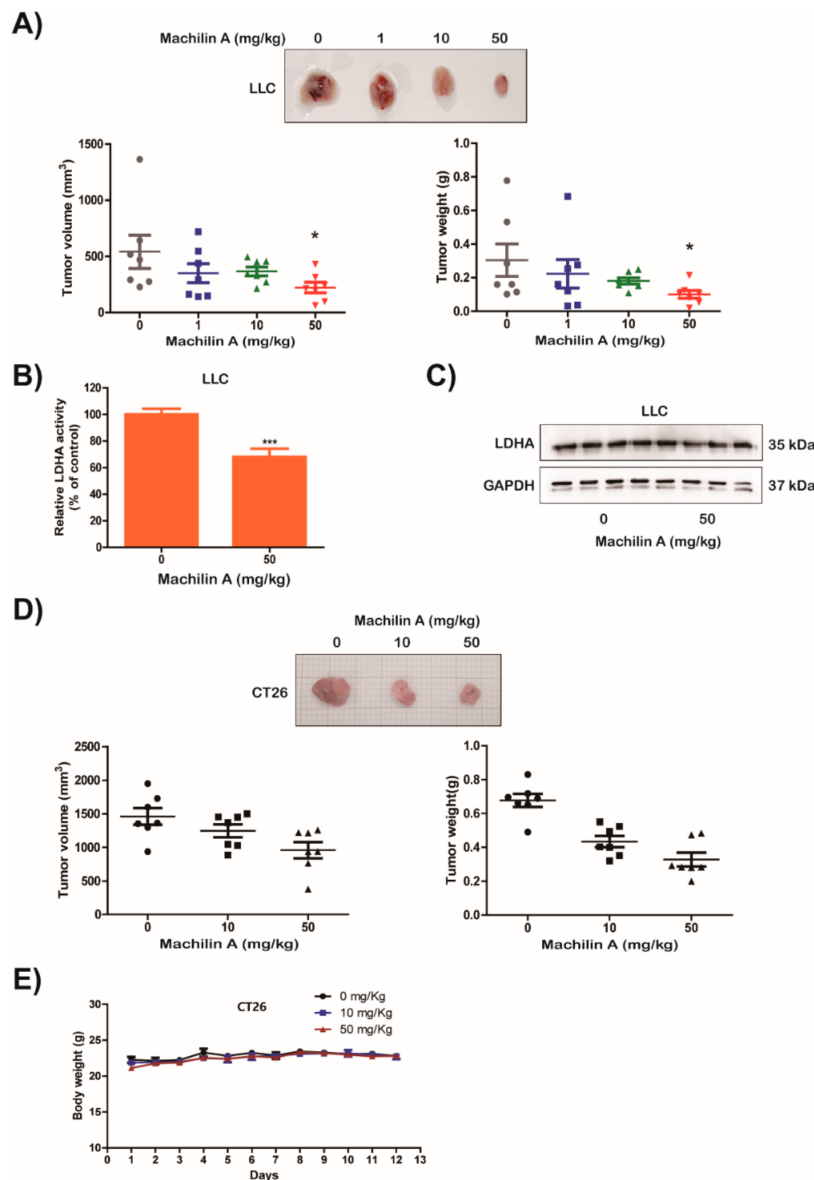 A)
Machilin A (mg/kg) 0 1 10 50
LLC
Tumor volume (mm³)
1500
1000
500
0
*
0 1 10 50
Machilin A (mg/kg)
Tumor weight (g)
1.0
0.8
0.6
0.4
0.2
0.0
*
0 1 10 50
Machilin A (mg/kg)
B)
LLC
Relative LDHA activity
(% of control)
120
100
80
60
40
20
0
***
0 50
Machilin A (mg/kg)
C)
LLC
LDHA 35 kDa
GAPDH 37 kDa
0 50
Machilin A (mg/kg)
D)
Machilin A (mg/kg)
0 10 50
CT26
Tumor volume (mm³)
2500
2000
1500
1000
500
0
0 10 50
Machilin A (mg/kg)
Tumor weight(g)
1.0
0.8
0.6
0.4
0.2
0.0
0 10 50
Machilin A (mg/kg)
E)
CT26
0 mg/Kg
10 mg/Kg
50 mg/Kg
Body weight (g)
30
26
22
18
14
10
0 1 2 3 4 5 6 7 8 9 10 11 12 13
Days